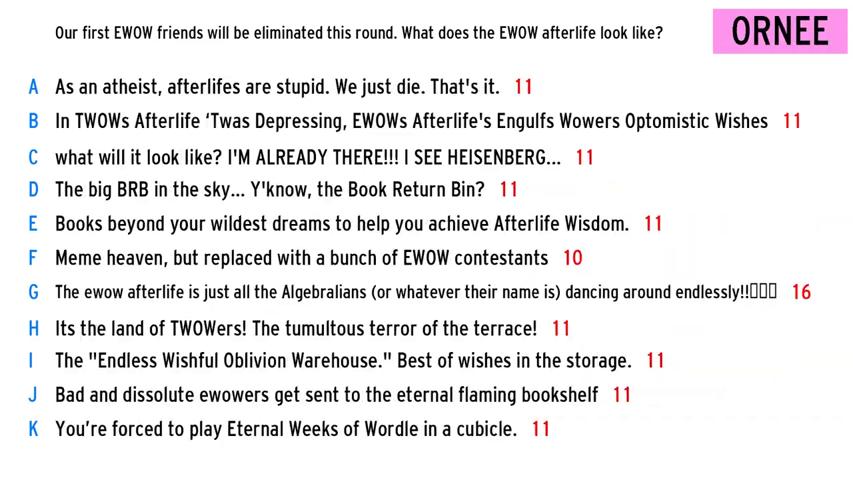 Our first EWOW friends will be eliminated this round. What does the EWOW afterlife look like?
ORNEE
A As an atheist, afterlifes are stupid. We just die. That's it. 11
B In TWOWs Afterlife ‘Twas Depressing, EWOWs Afterlife's Engulfs Wowers Optomistic Wishes 11
C what will it look like? I'M ALREADY THERE!!! I SEE HEISENBERG... 11
D The big BRB in the sky... Y'know, the Book Return Bin? 11
E Books beyond your wildest dreams to help you achieve Afterlife Wisdom. 11
F Meme heaven, but replaced with a bunch of EWOW contestants 10
G The ewow afterlife is just all the Algebralians (or whatever their name is) dancing around endlessly!!▯▯▯ 16
H Its the land of TWOWers! The tumultous terror of the terrace! 11
I The "Endless Wishful Oblivion Warehouse." Best of wishes in the storage. 11
J Bad and dissolute ewowers get sent to the eternal flaming bookshelf 11
K You’re forced to play Eternal Weeks of Wordle in a cubicle. 11